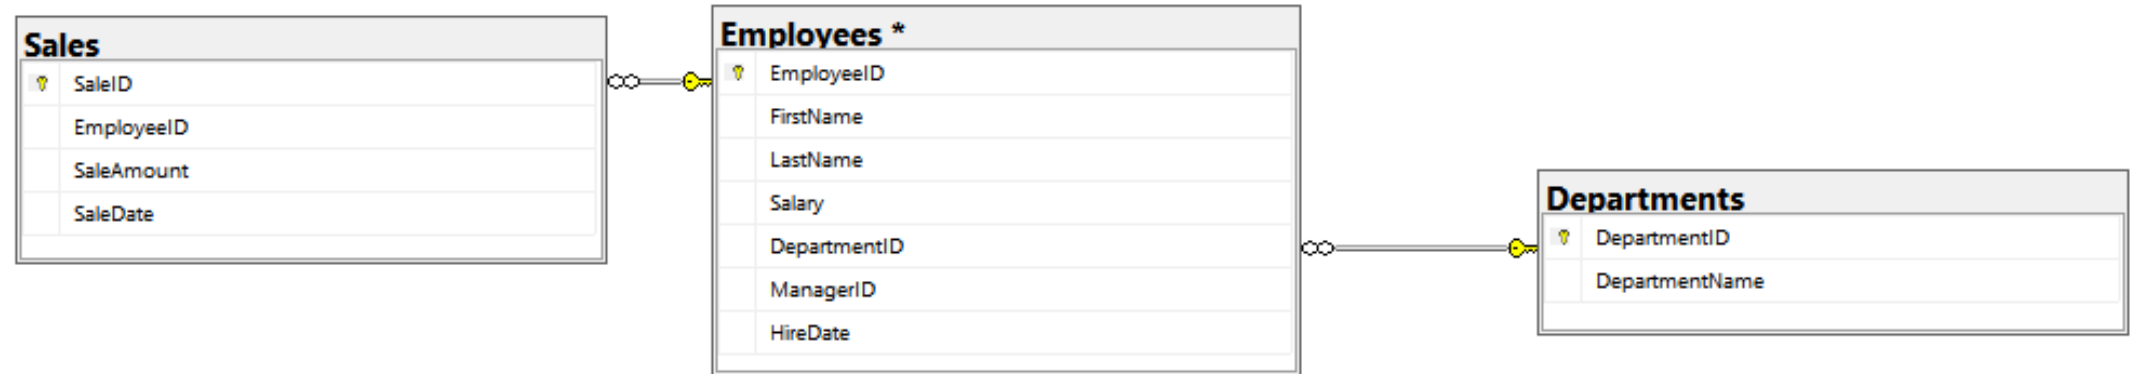 Sales
SaleID
EmployeeID
SaleAmount
SaleDate
Employees *
EmployeeID
FirstName
LastName
Salary
DepartmentID
ManagerID
HireDate
Departments
DepartmentID
DepartmentName